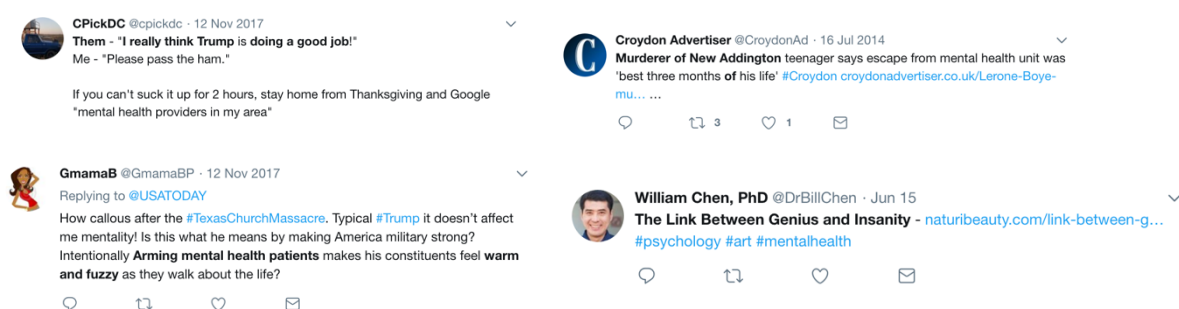 CPickDC @cpickdc · 12 Nov 2017
Them - "I really think Trump is doing a good job!"
Me - "Please pass the ham."
If you can't suck it up for 2 hours, stay home from Thanksgiving and Google
"mental health providers in my area"
GmamaB @GmamaBP · 12 Nov 2017
Replying to @USATODAY
How callous after the #TexasChurchMassacre. Typical #Trump it doesn't affect
me mentality! Is this what he means by making America military strong?
Intentionally Arming mental health patients makes his constituents feel warm
and fuzzy as they walk about the life?
Croydon Advertiser @CroydonAd · 16 Jul 2014
Murderer of New Addington teenager says escape from mental health unit was
'best three months of his life' #Croydon croydonadvertiser.co.uk/Lerone-Boye-
mu... ...
3 1
William Chen, PhD @DrBillChen · Jun 15
The Link Between Genius and Insanity - naturibeauty.com/link-between-g...
#psychology #art #mentalhealth